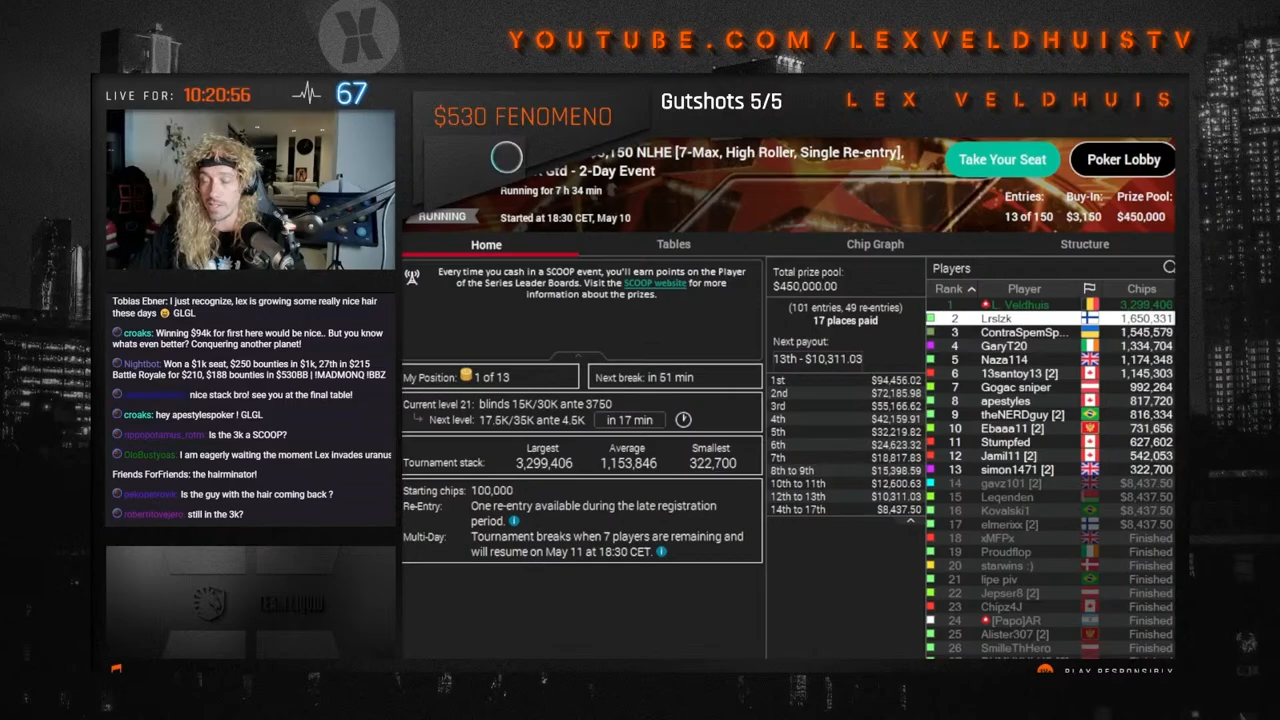 YOUTUBE.COM/LEXVELDHUISTV
LIVE FOR: 10:20:56
67
$530 FENOMENO
Gutshots 5/5
LEX VELDHUIS
,150 NLHE [7-Max, High Roller, Single Re-entry],
Gtd - 2-Day Event
Running for 7 h 34 min
RUNNING
Started at 18:30 CET, May 10
Take Your Seat
Poker Lobby
Entries: Buy-In: Prize Pool:
13 of 150 $3,150 $450,000
Home Tables Chip Graph Structure
Tobias Ebner: I just recognize, lex is growing some really nice hair
these days GLGL
croaks: Winning $94k for first here would be nice.. But you know
whats even better? Conquering another planet!
Nightbot: Won a $1k seat, $250 bounties in $1k, 27th in $215
Battle Royale for $210, $188 bounties in $530BB | !MADMONQ !BBZ
nice stack bro! see you at the final table!
croaks: hey apestylespoker ! GLGL
rippopotamus_rotm: Is the 3k a SCOOP?
OloBustyoss: I am eagerly waiting the moment Lex invades uranus
Friends ForFriends: the hairminator!
pekopetrovik: Is the guy with the hair coming back ?
robertilovejero: still in the 3k?
TEAM LIQUID
Every time you cash in a SCOOP event, you'll earn points on the Player
of the Series Leader Boards. Visit the SCOOP website for more
information about the prizes.
My Position: 1 of 13
Next break: in 51 min
Current level 21: blinds 15K/30K ante 3750
Next level: 17.5K/35K ante 4.5K in 17 min
Largest Average Smallest
Tournament stack: 3,299,406 1,153,846 322,700
Starting chips: 100,000
Re-Entry: One re-entry available during the late registration
period.
Multi-Day: Tournament breaks when 7 players are remaining and
will resume on May 11 at 18:30 CET.
Total prize pool:
$450,000.00
(101 entries, 49 re-entries)
17 places paid
Next payout:
13th - $10,311.03
1st $94,456.02
2nd $72,185.98
3rd $55,166.62
4th $42,159.91
5th $32,219.82
6th $24,623.32
7th $18,817.83
8th to 9th $15,398.59
10th to 11th $12,600.63
12th to 13th $10,311.03
14th to 17th $8,437.50
Players
Rank Player Chips
1 L. Veldhuis 3,299,406
2 Lrslzk 1,650,331
3 ContraSpemSp... 1,545,579
4 GaryT20 1,334,704
5 Naza114 1,174,348
6 13santoy13 [2] 1,145,303
7 Gogac sniper 992,264
8 apestyles 817,720
9 theNERDguy [2] 816,334
10 Ebaaa11 [2] 731,656
11 Stumpfed 627,602
12 Jamil11 [2] 542,053
13 simon1471 [2] 322,700
14 gavz101 [2] $8,437.50
15 Leqenden $8,437.50
16 Kovalski1 $8,437.50
17 elmerixx [2] $8,437.50
18 xMFPx Finished
19 Proudflop Finished
20 starwins :) Finished
21 lipe piv Finished
22 Jepser8 [2] Finished
23 Chipz4J Finished
24 [Papo]AR Finished
25 Alister307 [2] Finished
26 SmilleThHero Finished
PLAY RESPONSIBLY